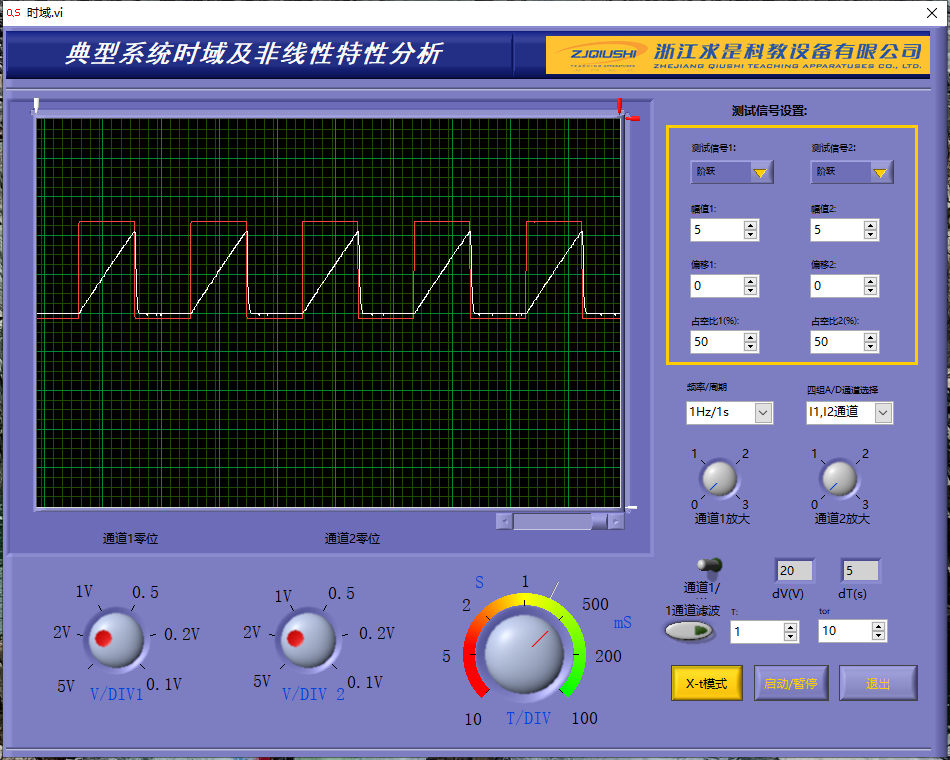 时域.vi
典型系统时域及非线性特性分析
ZJQIUSHI
浙江求是科教设备有限公司
ZHEJIANG QIUSHI TEACHING APPARATUSES CO., LTD.
测试信号设置:
测试信号1: 测试信号2:
阶跃 阶跃
幅值1: 幅值2:
5 5
偏移1: 偏移2:
0 0
占空比1(%): 占空比2(%):
50 50
频率/周期 四组A/D通道选择
1Hz/1s I1,I2通道
1 2 1 2
0 3 0 3
通道1放大 通道2放大
通道1零位 通道2零位
20 5
通道1/ dV(V) dT(s)
1通道滤波 T: tor
1 10
X-t模式 启动/暂停 退出
1V 0.5 1V 0.5 S 1
2 500
mS
2V 0.2V 2V 0.2V
5 200
5V 0.1V 5V 0.1V
V/DIV1 V/DIV 2
10 T/DIV 100